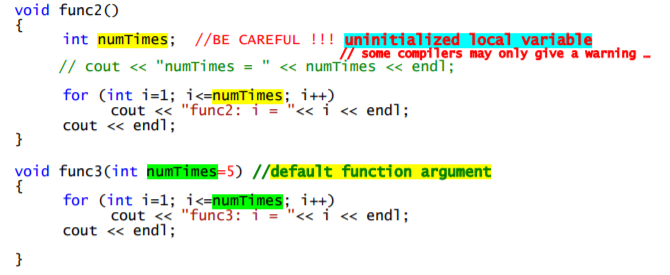 void func2()
{
int numTimes; //BE CAREFUL !!! uninitialized local variable
// some compilers may only give a warning …
// cout << "numTimes = " << numTimes << endl;
for (int i=1; i<=numTimes; i++)
cout << "func2: i = "<< i << endl;
cout << endl;
}
void func3(int numTimes=5) //default function argument
{
for (int i=1; i<=numTimes; i++)
cout << "func3: i = "<< i << endl;
cout << endl;
}